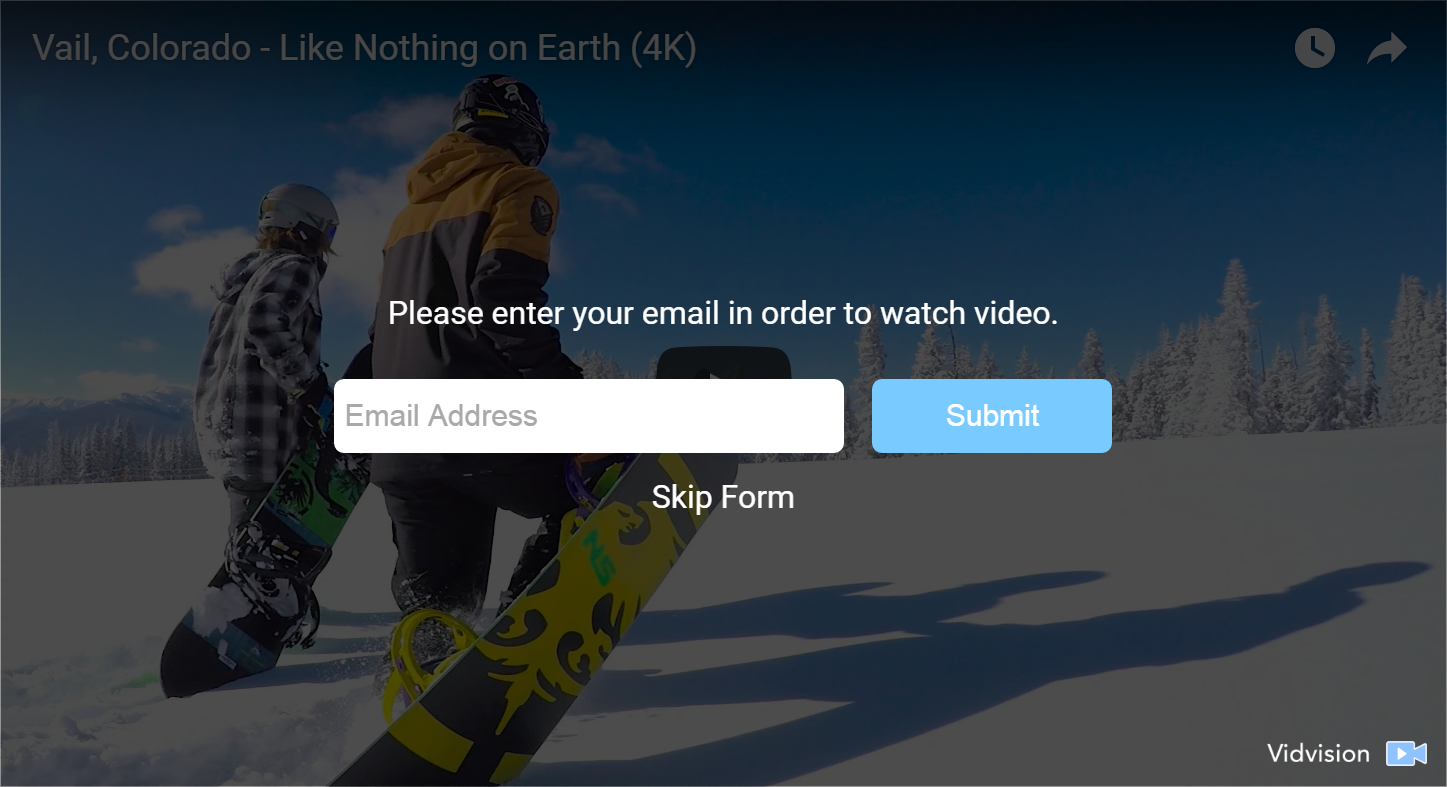 Vail, Colorado - Like Nothing on Earth (4K)
Please enter your email in order to watch video.
Email Address
Submit
Skip Form
Vidvision